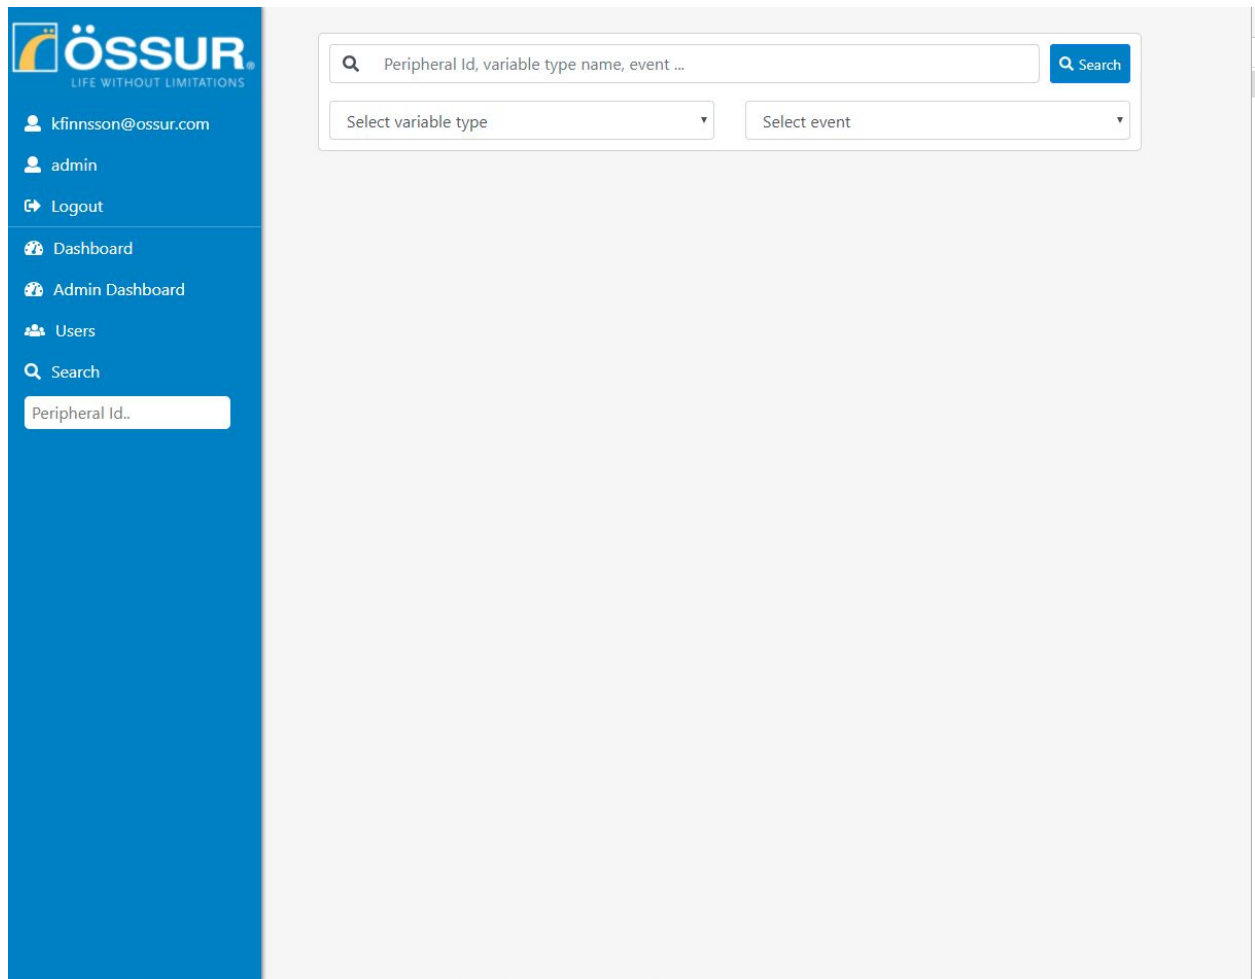 ÖSSUR®
LIFE WITHOUT LIMITATIONS
kfinnsson@ossur.com
admin
Logout
Dashboard
Admin Dashboard
Users
Search
Peripheral Id..
Peripheral Id, variable type name, event ...
Search
Select variable type
Select event